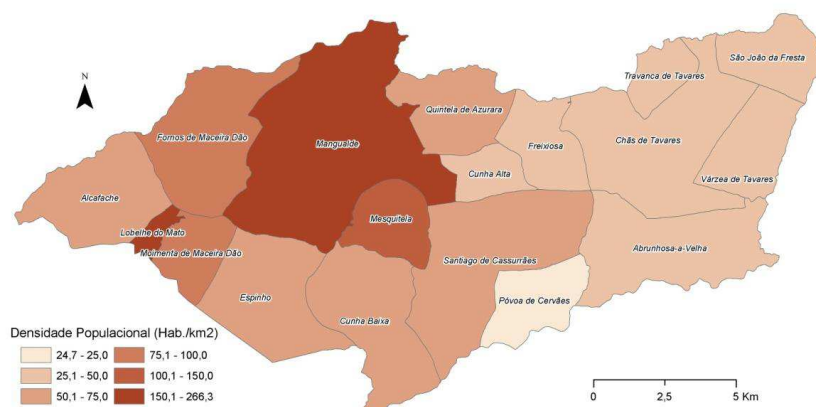 São João da Fresta
Travanca de Tavares
N
Quintela de Azurara
Fornos de Maceira Dão
Mangualde
Freixiosa
Chãs de Tavares
Cunha Alta
Várzea de Tavares
Alcafache
Mesquitela
Lobelhe do Mato
Abrunhosa-a-Velha
Moimenta de Maceira Dão
Santiago de Cassurrães
Espinho
Póvoa de Cervães
Cunha Baixa
Densidade Populacional (Hab./km2)
24,7 - 25,0
75,1 - 100,0
25,1 - 50,0
100,1 - 150,0
50,1 - 75,0
150,1 - 266,3
0 2,5 5 Km